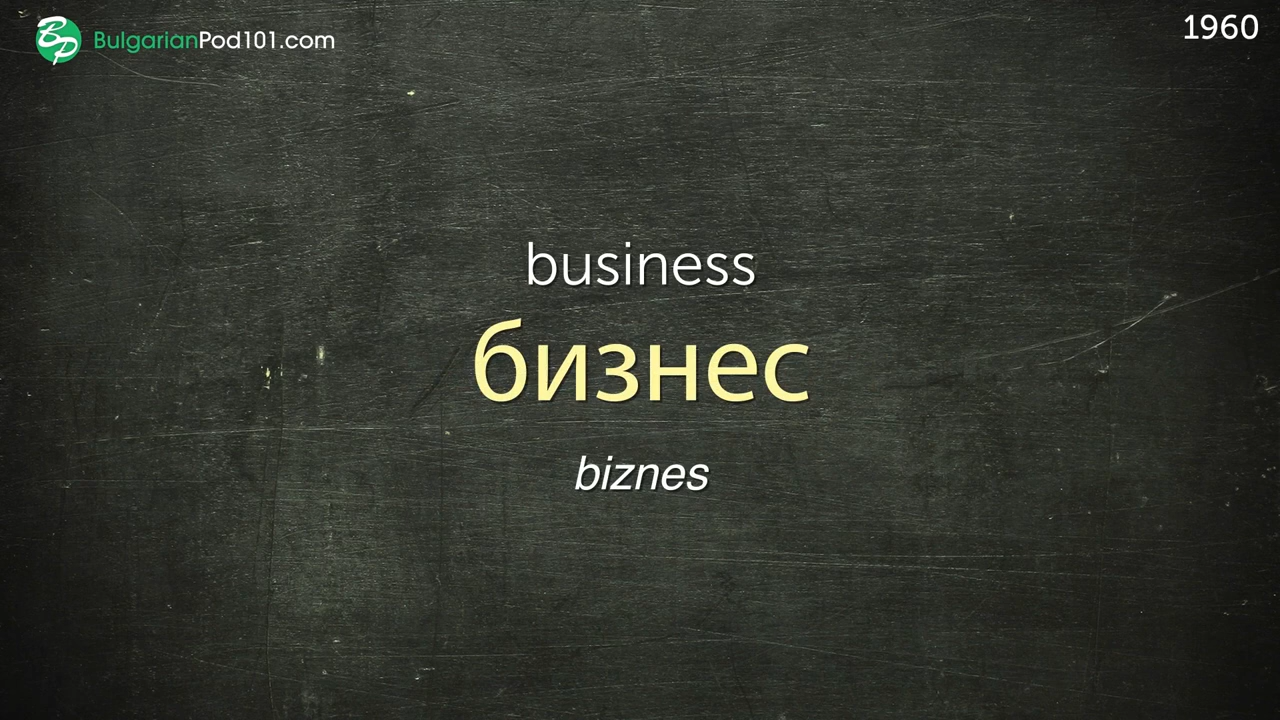 BulgarianPod101.com
1960
business
бизнес
biznes